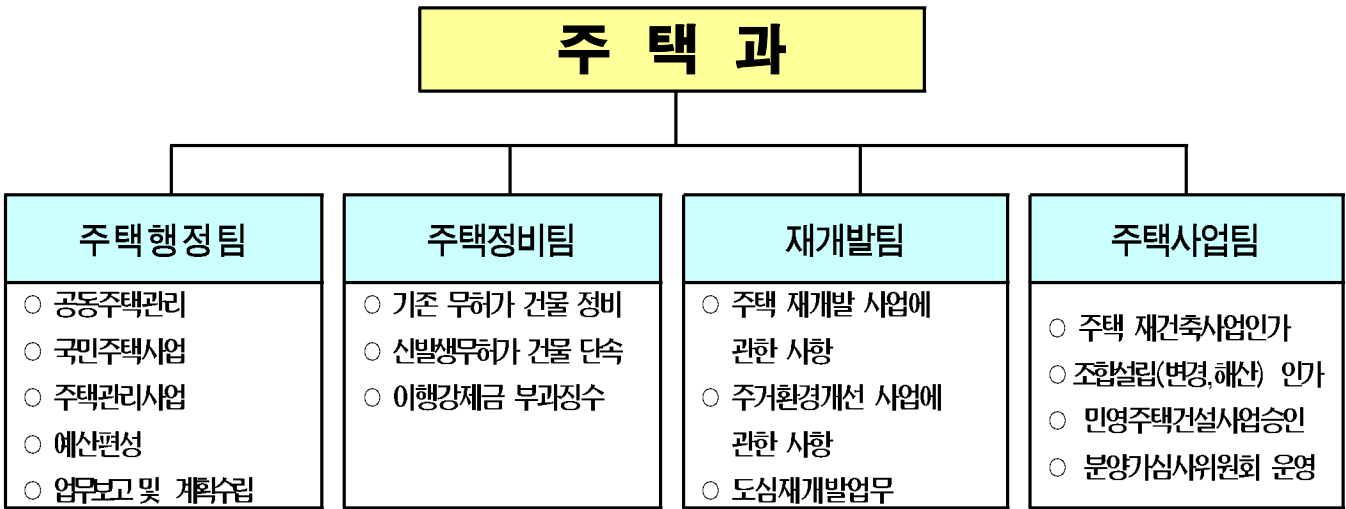 주 택 과
주택행정팀
○ 공동주택관리
○ 국민주택사업
○ 주택관리사업
○ 예산편성
○ 업무보고 및 계획수립
주택정비팀
○ 기존 무허가 건물 정비
○ 신발생무허가 건물 단속
○ 이행강제금 부과징수
재개발팀
○ 주택 재개발 사업에
관한 사항
○ 주거환경개선 사업에
관한 사항
○ 도심재개발업무
주택사업팀
○ 주택 재건축사업인가
○ 조합설립(변경,해산) 인가
○ 민영주택건설사업승인
○ 분양가심사위원회 운영